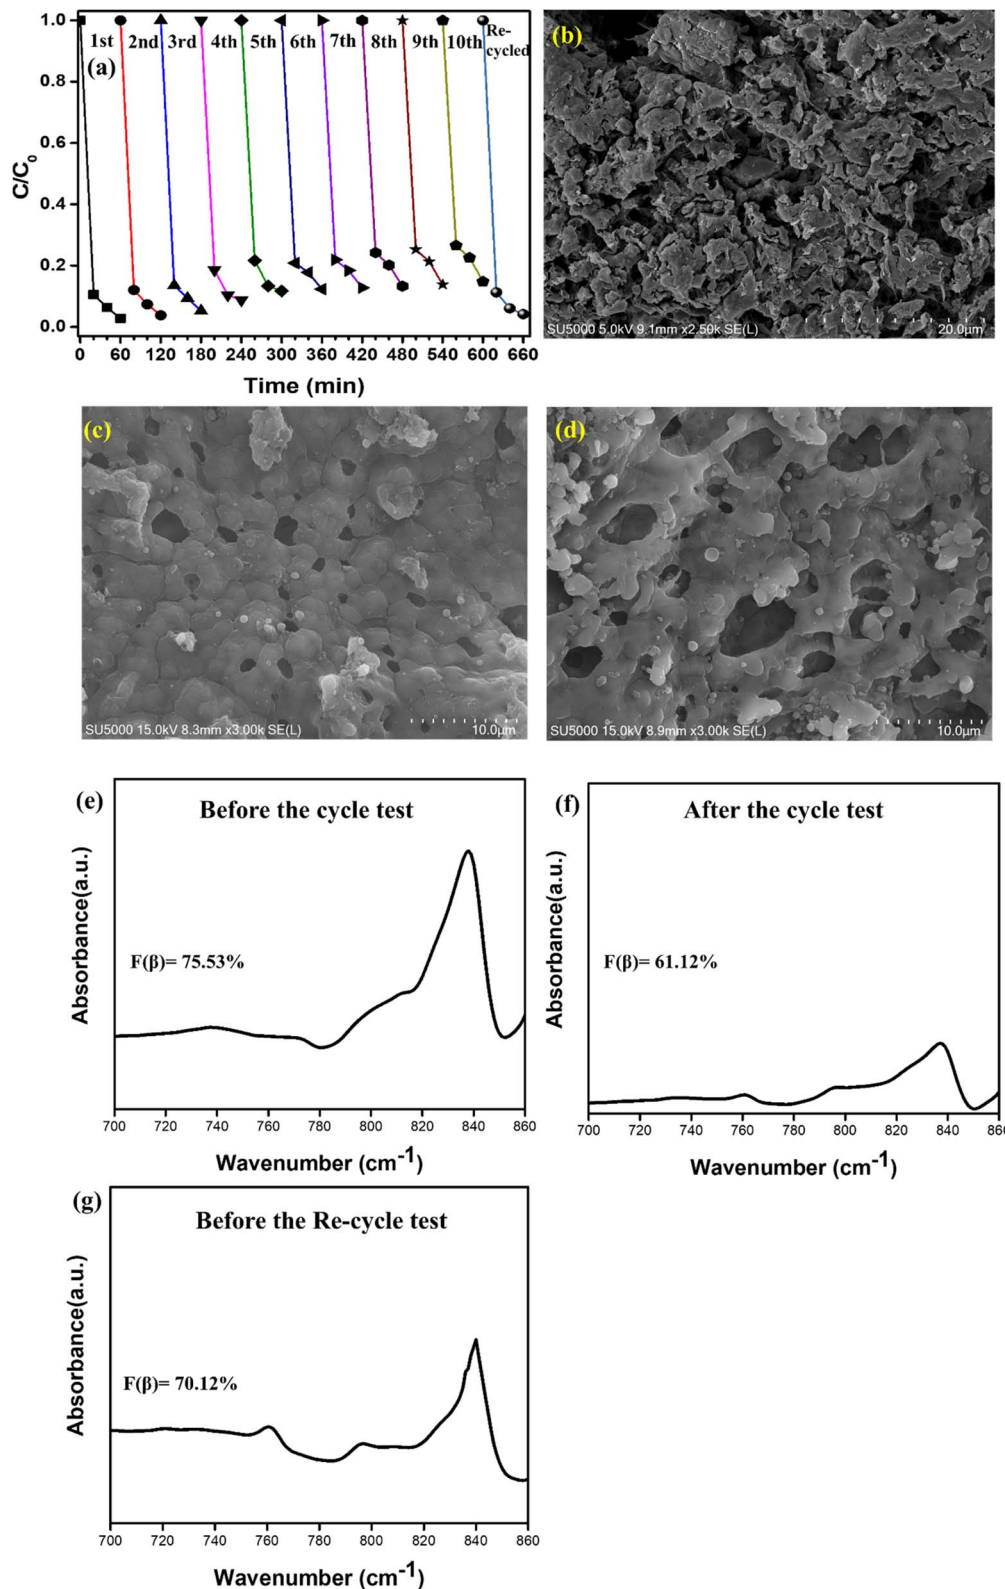 1st 2nd 3rd 4th 5th 6th 7th 8th 9th 10th Re-
cycled
(a)
C/C0
1.0
0.8
0.6
0.4
0.2
0.0
0 60 120 180 240 300 360 420 480 540 600 660
Time (min)
(b)
SU5000 5.0kV 9.1mm x2.50k SE(L)
20.0µm
(c)
SU5000 15.0kV 8.3mm x3.00k SE(L)
10.0µm
(d)
SU5000 15.0kV 8.9mm x3.00k SE(L)
10.0µm
(e)
Before the cycle test
Absorbance(a.u.)
F(β)= 75.53%
700 720 740 760 780 800 820 840 860
Wavenumber (cm-1)
(f)
After the cycle test
Absorbance(a.u.)
F(β)= 61.12%
700 720 740 760 780 800 820 840 860
Wavenumber (cm-1)
(g)
Before the Re-cycle test
Absorbance(a.u.)
F(β)= 70.12%
700 720 740 760 780 800 820 840 860
Wavenumber (cm-1)